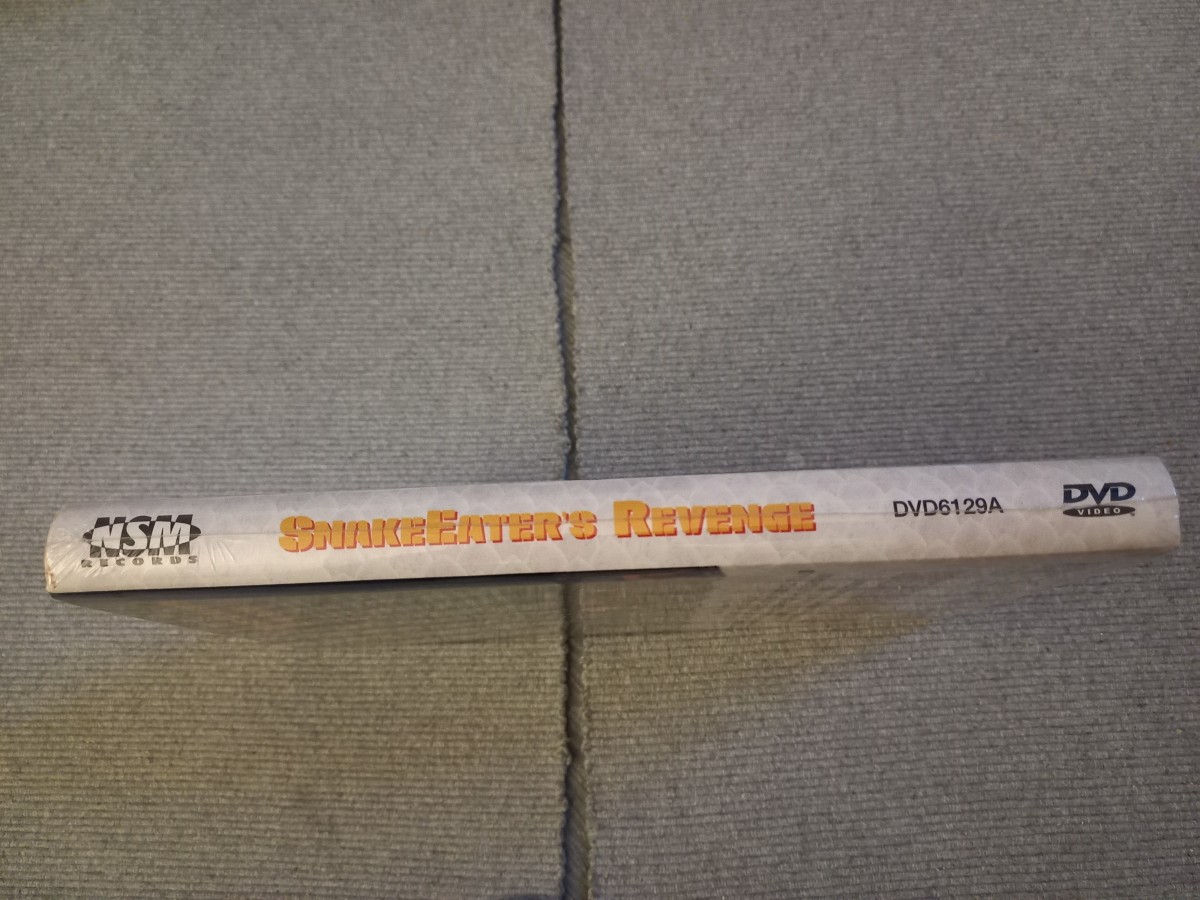 NSM
RECORDS
SNAKEEATER'S REVENGE
DVD6129A
DVD
VIDEO